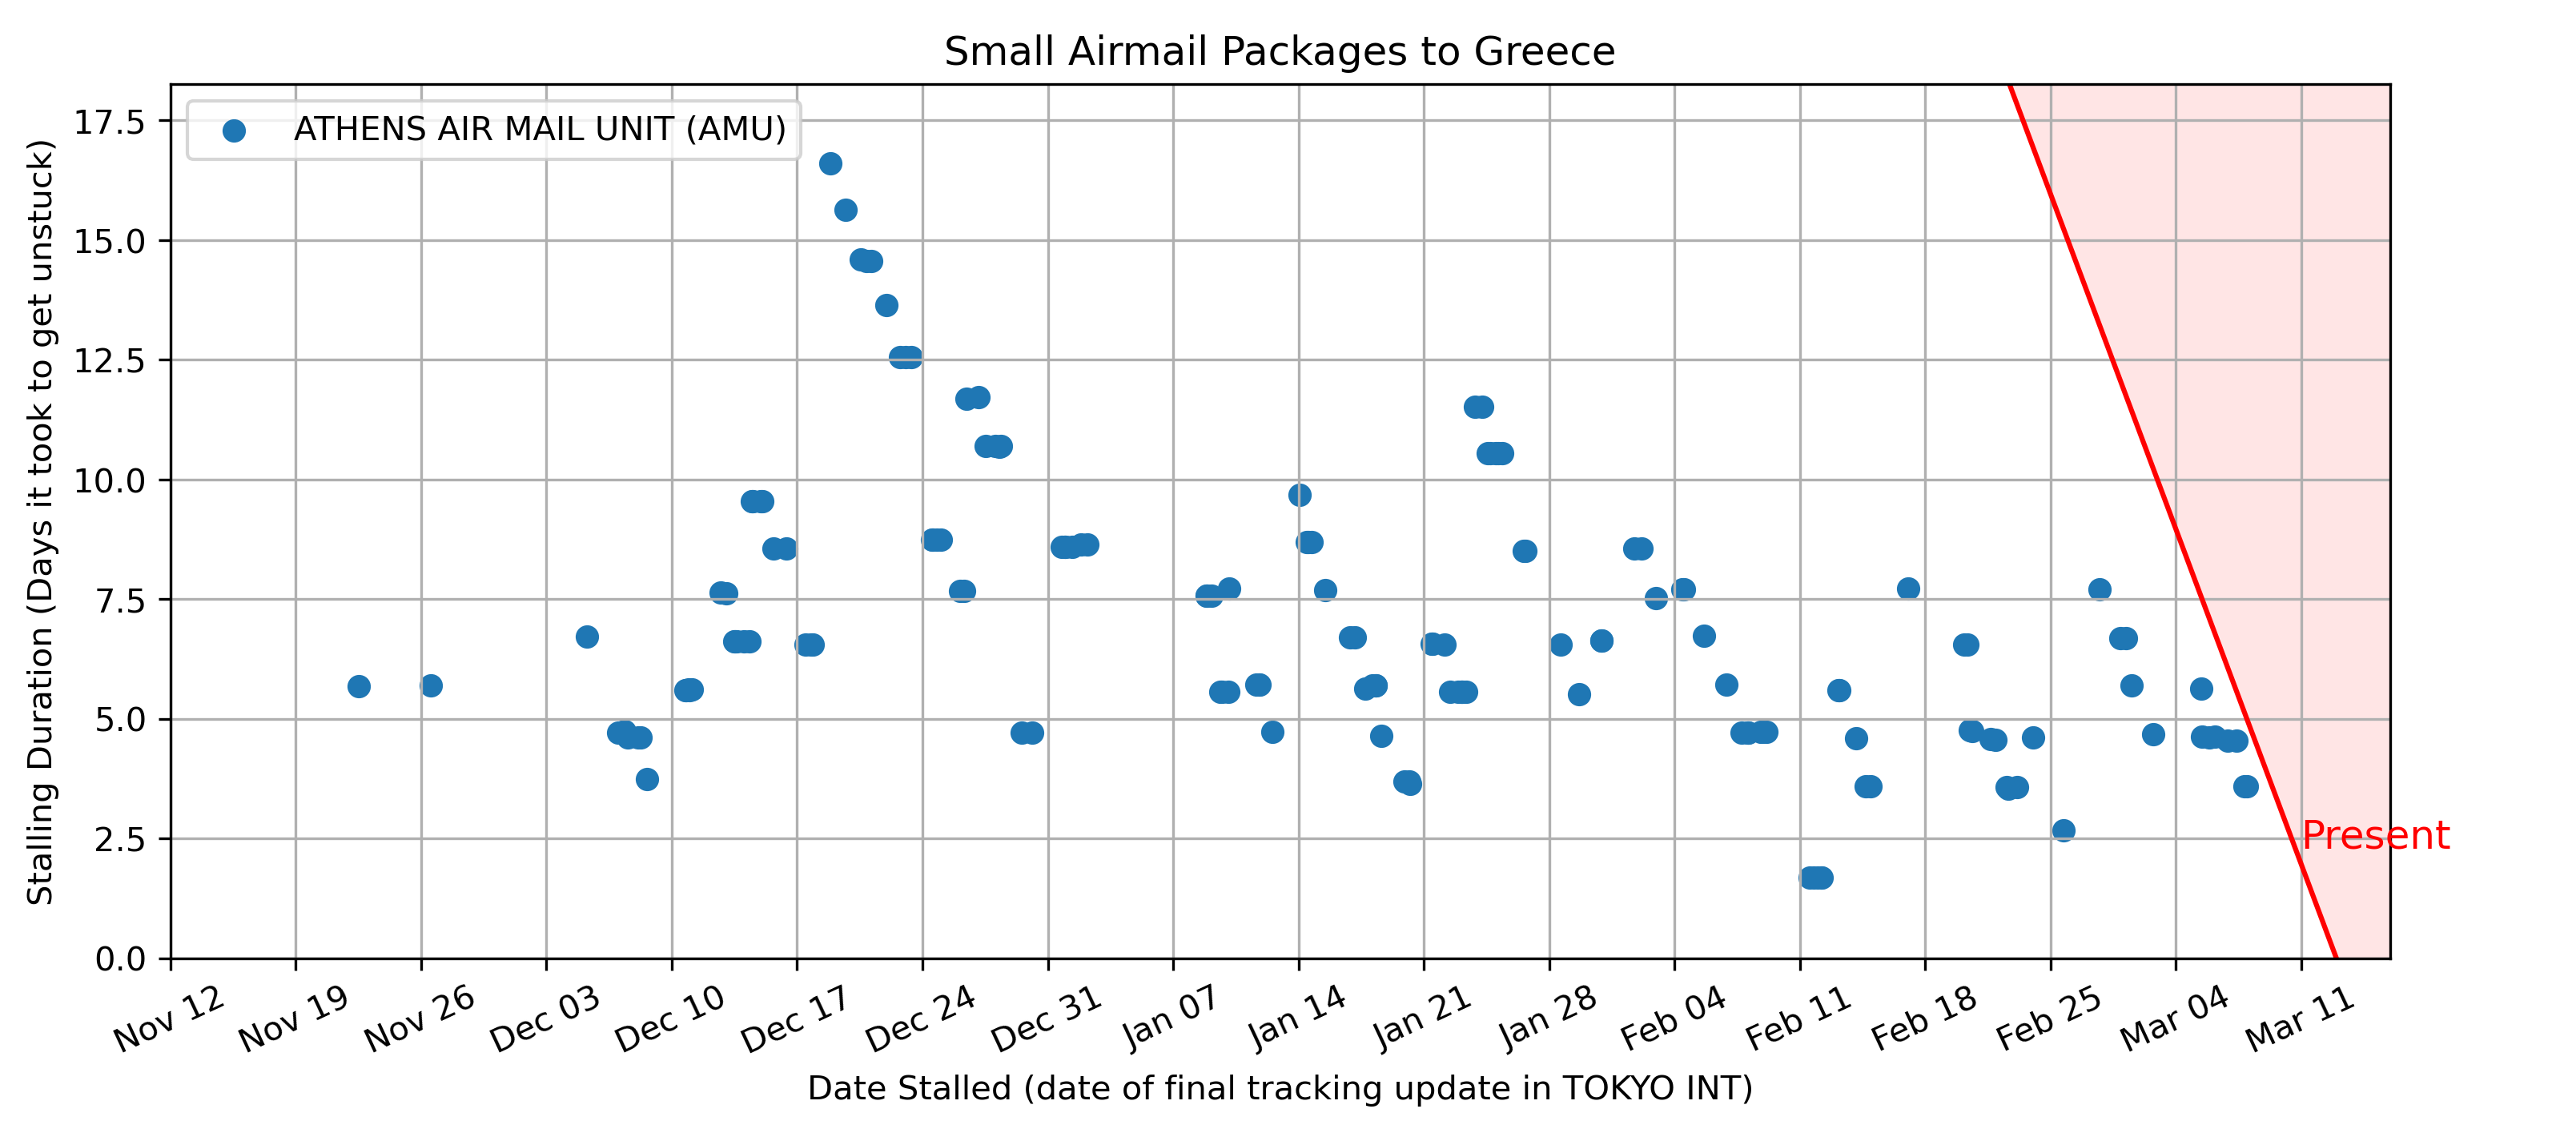 Small Airmail Packages to Greece
ATHENS AIR MAIL UNIT (AMU)
Stalling Duration (Days it took to get unstuck)
17.5
15.0
12.5
10.0
7.5
5.0
2.5
0.0
Present
Nov 12
Nov 19
Nov 26
Dec 03
Dec 10
Dec 17
Dec 24
Dec 31
Jan 07
Jan 14
Jan 21
Jan 28
Feb 04
Feb 11
Feb 18
Feb 25
Mar 04
Mar 11
Date Stalled (date of final tracking update in TOKYO INT)